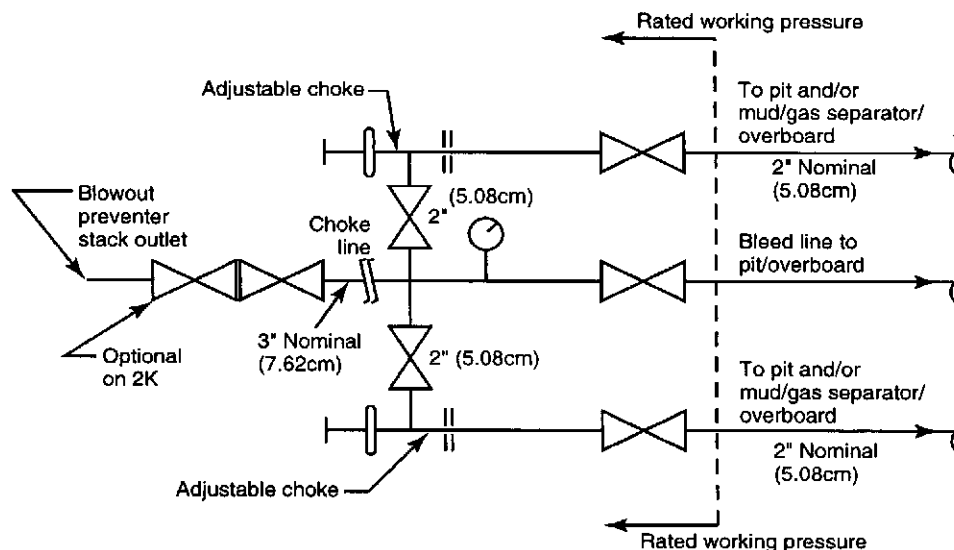 Rated working pressure
Adjustable choke
To pit and/or
mud/gas separator/
overboard
2" Nominal
(5.08cm)
Blowout
preventer
stack outlet
2" (5.08cm)
Choke
line
Bleed line to
pit/overboard
3" Nominal
(7.62cm)
Optional
on 2K
2" (5.08cm)
To pit and/or
mud/gas separator/
overboard
2" Nominal
(5.08cm)
Adjustable choke
Rated working pressure